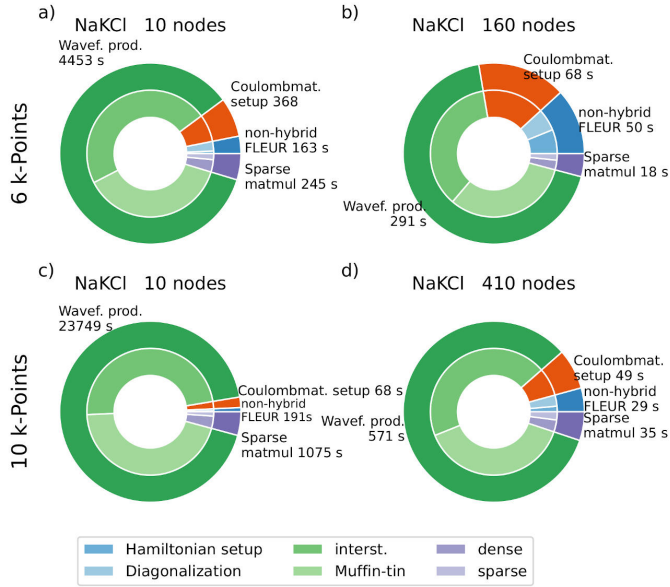 a)
NaKCl 10 nodes
Wavef. prod.
4453 s
Coulombmat.
setup 368
non-hybrid
FLEUR 163 s
Sparse
matmul 245 s
b)
NaKCl 160 nodes
Coulombmat.
setup 68 s
non-hybrid
FLEUR 50 s
Sparse
matmul 18 s
Wavef. prod.
291 s
6 k-Points
c)
NaKCl 10 nodes
Wavef. prod.
23749 s
Coulombmat. setup 68 s
non-hybrid
FLEUR 191s
Sparse
matmul 1075 s
d)
NaKCl 410 nodes
Coulombmat.
setup 49 s
non-hybrid
FLEUR 29 s
Sparse
matmul 35 s
Wavef. prod.
571 s
10 k-Points
Hamiltonian setup
Diagonalization
interst.
Muffin-tin
dense
sparse